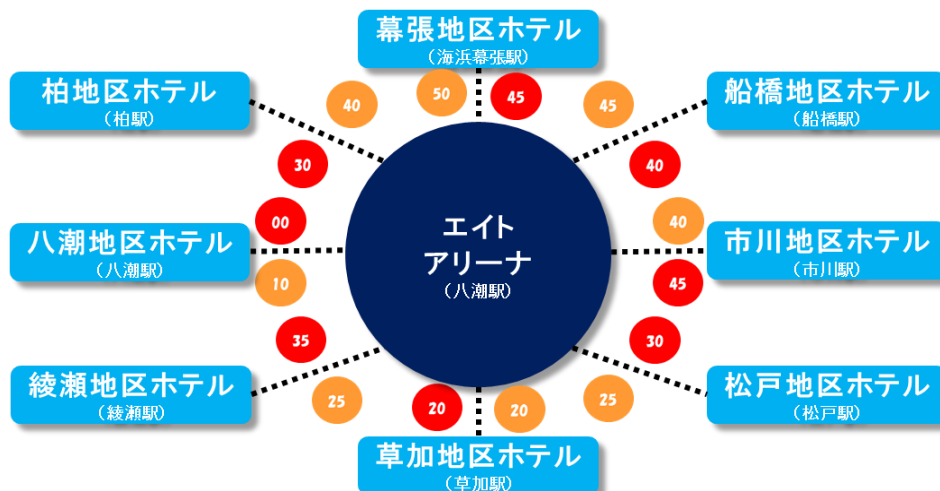 幕張地区ホテル
（海浜幕張駅）
柏地区ホテル
（柏駅）
40
50
45
45
船橋地区ホテル
（船橋駅）
30
40
00
40
八潮地区ホテル
（八潮駅）
エイト
アリーナ
（八潮駅）
市川地区ホテル
（市川駅）
10
45
35
30
綾瀬地区ホテル
（綾瀬駅）
25
20
20
25
松戸地区ホテル
（松戸駅）
草加地区ホテル
（草加駅）